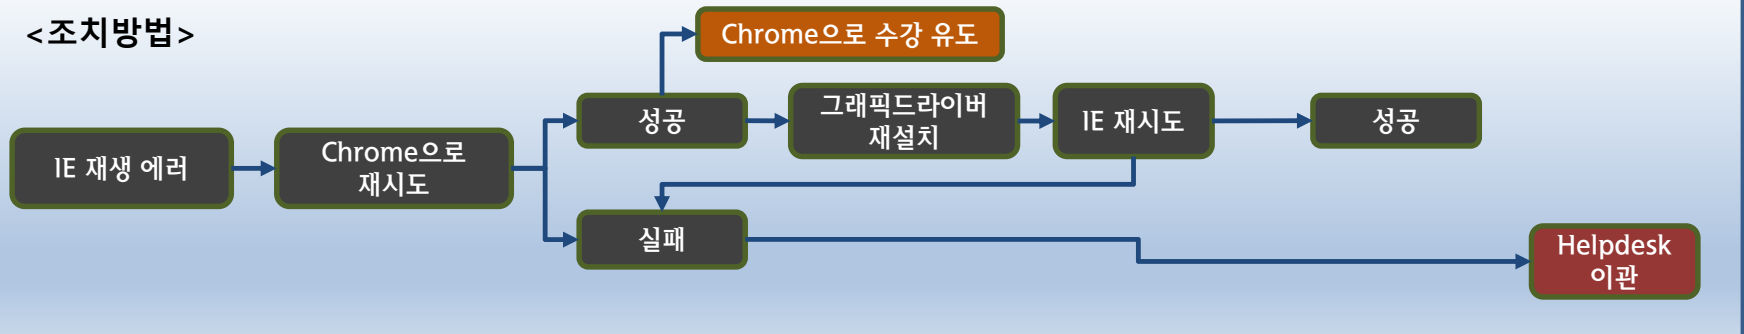 <조치방법>
Chrome으로 수강 유도
성공
그래픽드라이버
재설치
IE 재시도
성공
IE 재생 에러
Chrome으로
재시도
실패
Helpdesk
이관